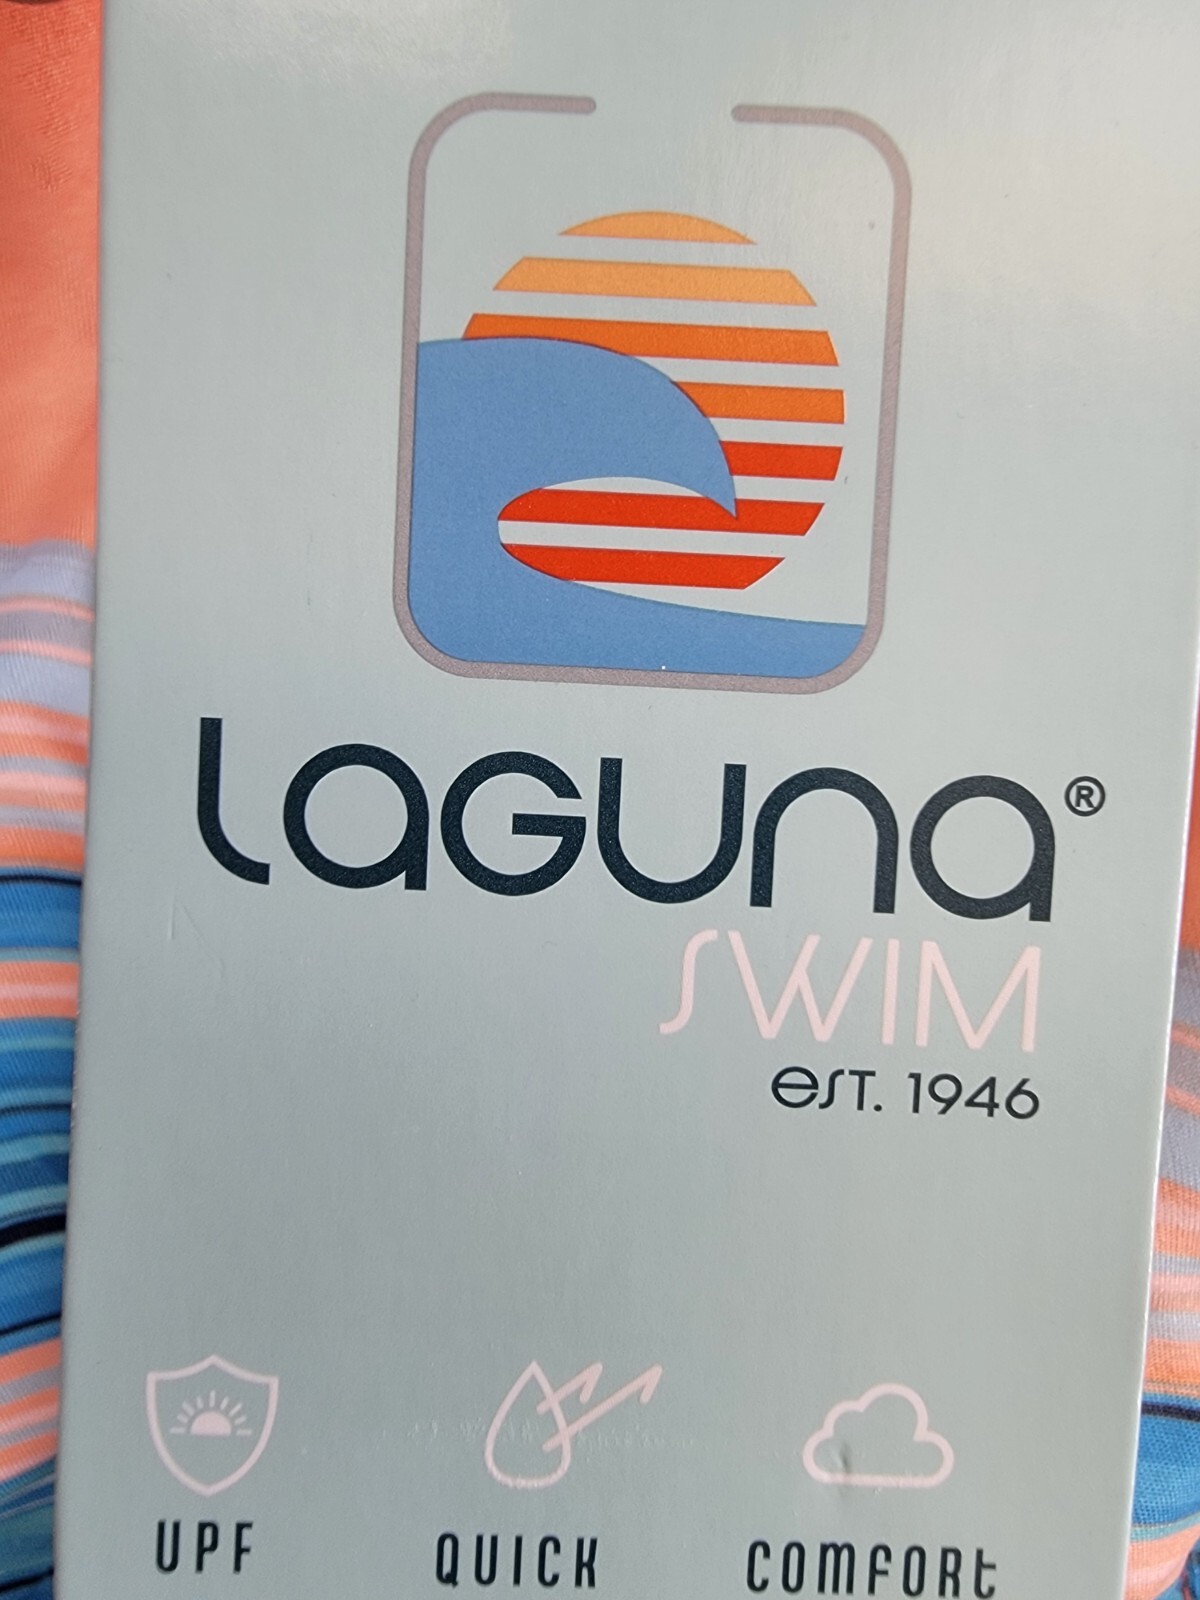 Laguna®
SWIM
est. 1946
UPF QUICK COMFORT